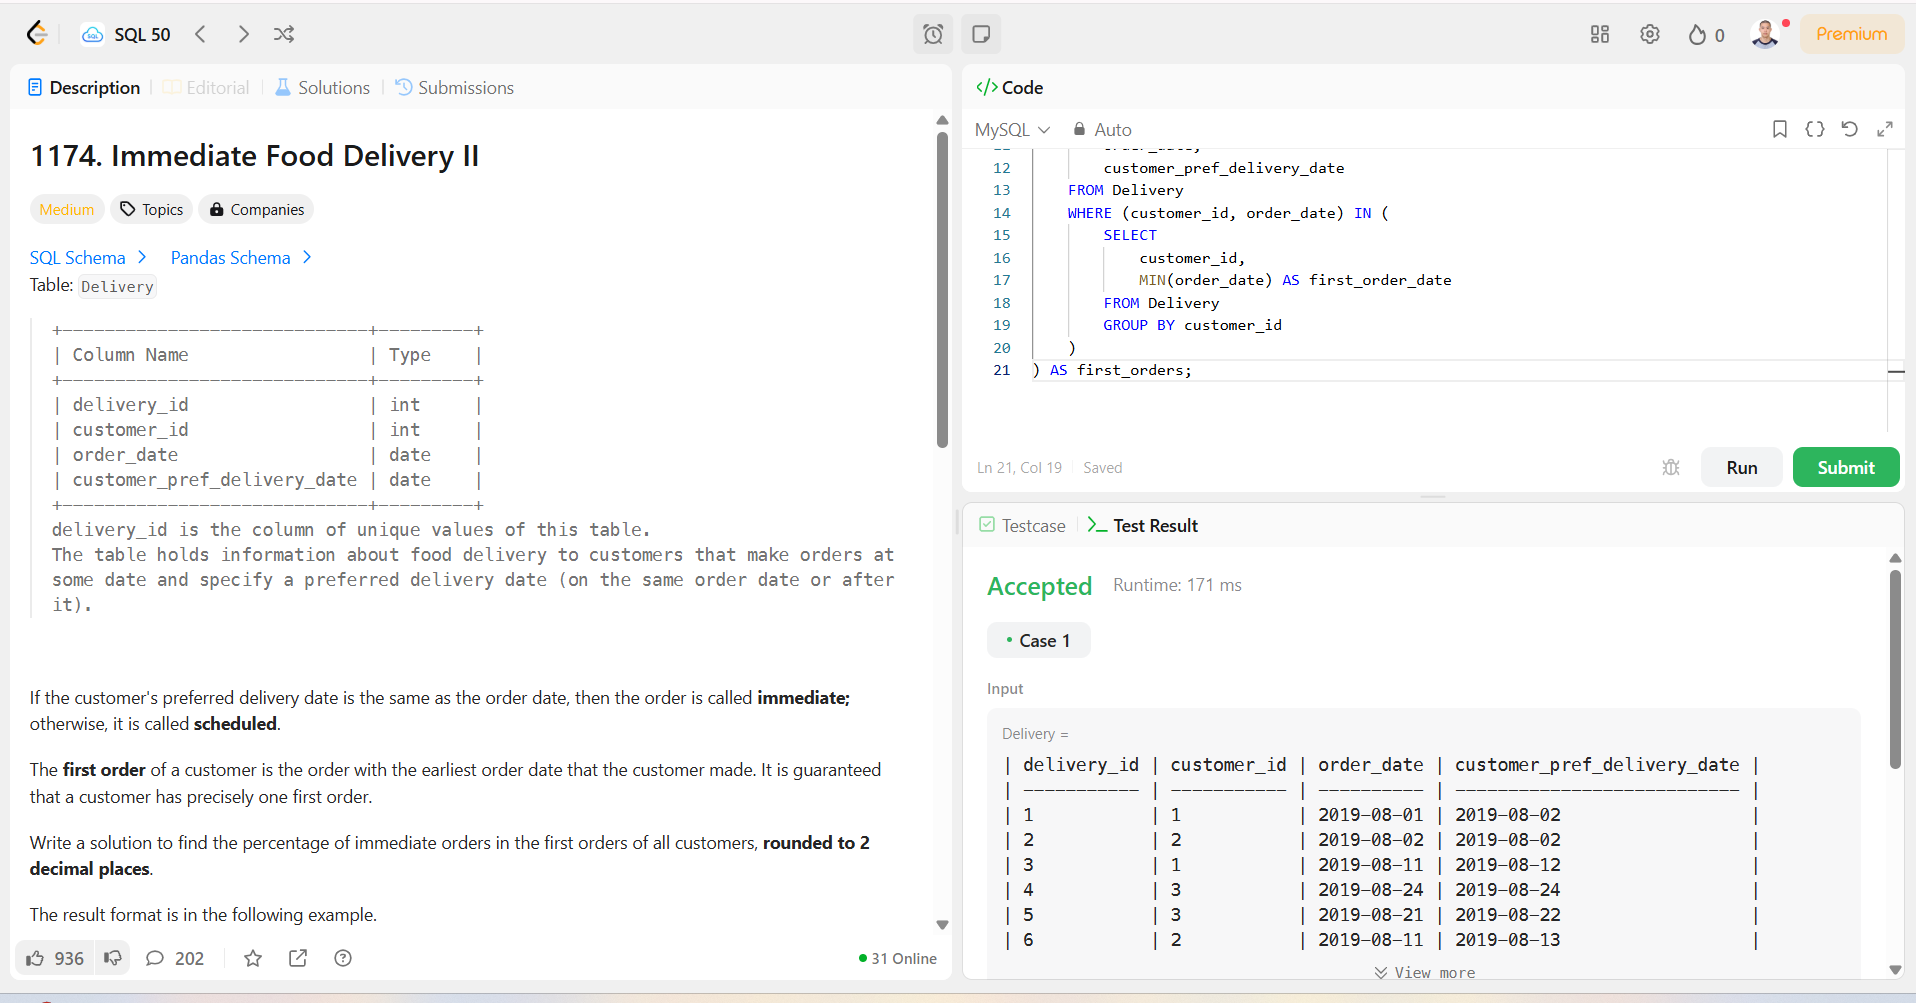 SQL 50
0
Premium
Description
Editorial
Solutions
Submissions
1174. Immediate Food Delivery II
Medium
Topics
Companies
SQL Schema
Pandas Schema
Table: Delivery
+-----------------------------+---------+
| Column Name                 | Type    |
+-----------------------------+---------+
| delivery_id                 | int     |
| customer_id                 | int     |
| order_date                  | date    |
| customer_pref_delivery_date | date    |
+-----------------------------+---------+
delivery_id is the column of unique values of this table.
The table holds information about food delivery to customers that make orders at
some date and specify a preferred delivery date (on the same order date or after
it).
If the customer's preferred delivery date is the same as the order date, then the order is called immediate;
otherwise, it is called scheduled.
The first order of a customer is the order with the earliest order date that the customer made. It is guaranteed
that a customer has precisely one first order.
Write a solution to find the percentage of immediate orders in the first orders of all customers, rounded to 2
decimal places.
The result format is in the following example.
936
202
31 Online
</> Code
MySQL
Auto
12 customer_pref_delivery_date
13 FROM Delivery
14 WHERE (customer_id, order_date) IN (
15 SELECT
16 customer_id,
17 MIN(order_date) AS first_order_date
18 FROM Delivery
19 GROUP BY customer_id
20 )
21 ) AS first_orders;
Ln 21, Col 19
Saved
Run
Submit
Testcase
Test Result
Accepted
Runtime: 171 ms
Case 1
Input
Delivery =
| delivery_id | customer_id | order_date | customer_pref_delivery_date |
| ----------- | ----------- | ---------- | --------------------------- |
| 1           | 1           | 2019-08-01 | 2019-08-02                  |
| 2           | 2           | 2019-08-02 | 2019-08-02                  |
| 3           | 1           | 2019-08-11 | 2019-08-12                  |
| 4           | 3           | 2019-08-24 | 2019-08-24                  |
| 5           | 3           | 2019-08-21 | 2019-08-22                  |
| 6           | 2           | 2019-08-11 | 2019-08-13                  |
View more